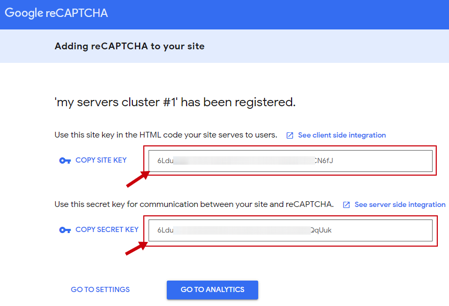 Google reCAPTCHA
Adding reCAPTCHA to your site
'my servers cluster #1' has been registered.
Use this site key in the HTML code your site serves to users. See client side integration
COPY SITE KEY 6Ldu CN6fJ
Use this secret key for communication between your site and reCAPTCHA. See server side integration
COPY SECRET KEY 6Ldu QqUuk
GO TO SETTINGS GO TO ANALYTICS